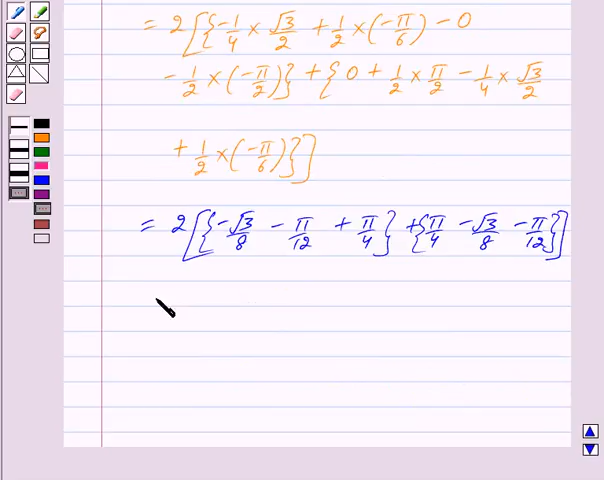 = 2[{-1/4 × √3/2 + 1/2 × (-π/6) - 0
-1/2 × (-π/2)} + {0 + 1/2 × π/2 - 1/4 × √3/2
+ 1/2 × (-π/6)}]
= 2[{-√3/8 - π/12 + π/4} + {π/4 - √3/8 - π/12}]